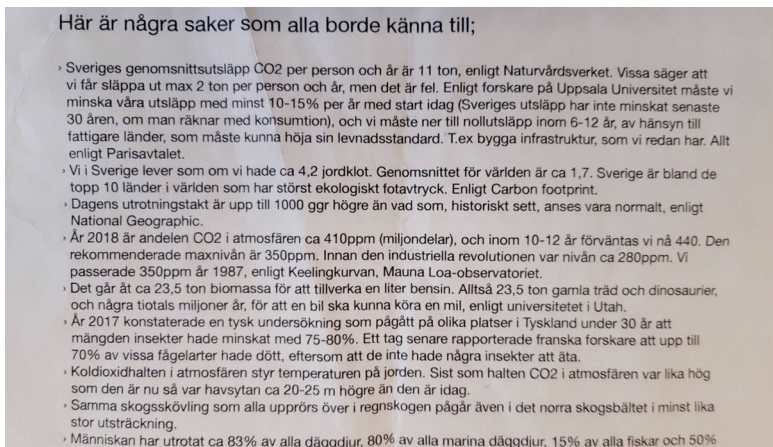 Här är några saker som alla borde känna till;
› Sveriges genomsnittsutsläpp CO2 per person och år är 11 ton, enligt Naturvårdsverket. Vissa säger att
vi får släppa ut max 2 ton per person och år, men det är fel. Enligt forskare på Uppsala Universitet måste vi
minska våra utsläpp med minst 10-15% per år med start idag (Sveriges utsläpp har inte minskat senaste
30 åren, om man räknar med konsumtion), och vi måste ner till nollutsläpp inom 6-12 år, av hänsyn till
fattigare länder, som måste kunna höja sin levnadsstandard. T.ex bygga infrastruktur, som vi redan har. Allt
enligt Parisavtalet.
› Vi i Sverige lever som om vi hade ca 4,2 jordklot. Genomsnittet för världen är ca 1,7. Sverige är bland de
topp 10 länder i världen som har störst ekologiskt fotavtryck. Enligt Carbon footprint.
› Dagens utrotningstakt är upp till 1000 ggr högre än vad som, historiskt sett, anses vara normalt, enligt
National Geographic.
› År 2018 är andelen CO2 i atmosfären ca 410ppm (miljondelar), och inom 10-12 år förväntas vi nå 440. Den
rekommenderade maxnivån är 350ppm. Innan den industriella revolutionen var nivån ca 280ppm. Vi
passerade 350ppm år 1987, enligt Keelingkurvan, Mauna Loa-observatoriet.
› Det går åt ca 23,5 ton biomassa för att tillverka en liter bensin. Alltså 23,5 ton gamla träd och dinosaurier,
och några tiotals miljoner år, för att en bil ska kunna köra en mil, enligt universitetet i Utah.
› År 2017 konstaterade en tysk undersökning som pågått på olika platser i Tyskland under 30 år att
mängden insekter hade minskat med 75-80%. Ett tag senare rapporterade franska forskare att upp till
70% av vissa fågelarter hade dött, eftersom att de inte hade några insekter att äta.
› Koldioxidhalten i atmosfären styr temperaturen på jorden. Sist som halten CO2 i atmosfären var lika hög
som den är nu så var havsytan ca 20-25 m högre än den är idag.
› Samma skogsskövling som alla upprörs över i regnskogen pågår även i det norra skogsbältet i minst lika
stor utsträckning.
› Människan har utrotat ca 83% av alla däggdjur, 80% av alla marina däggdjur, 15% av alla fiskar och 50%